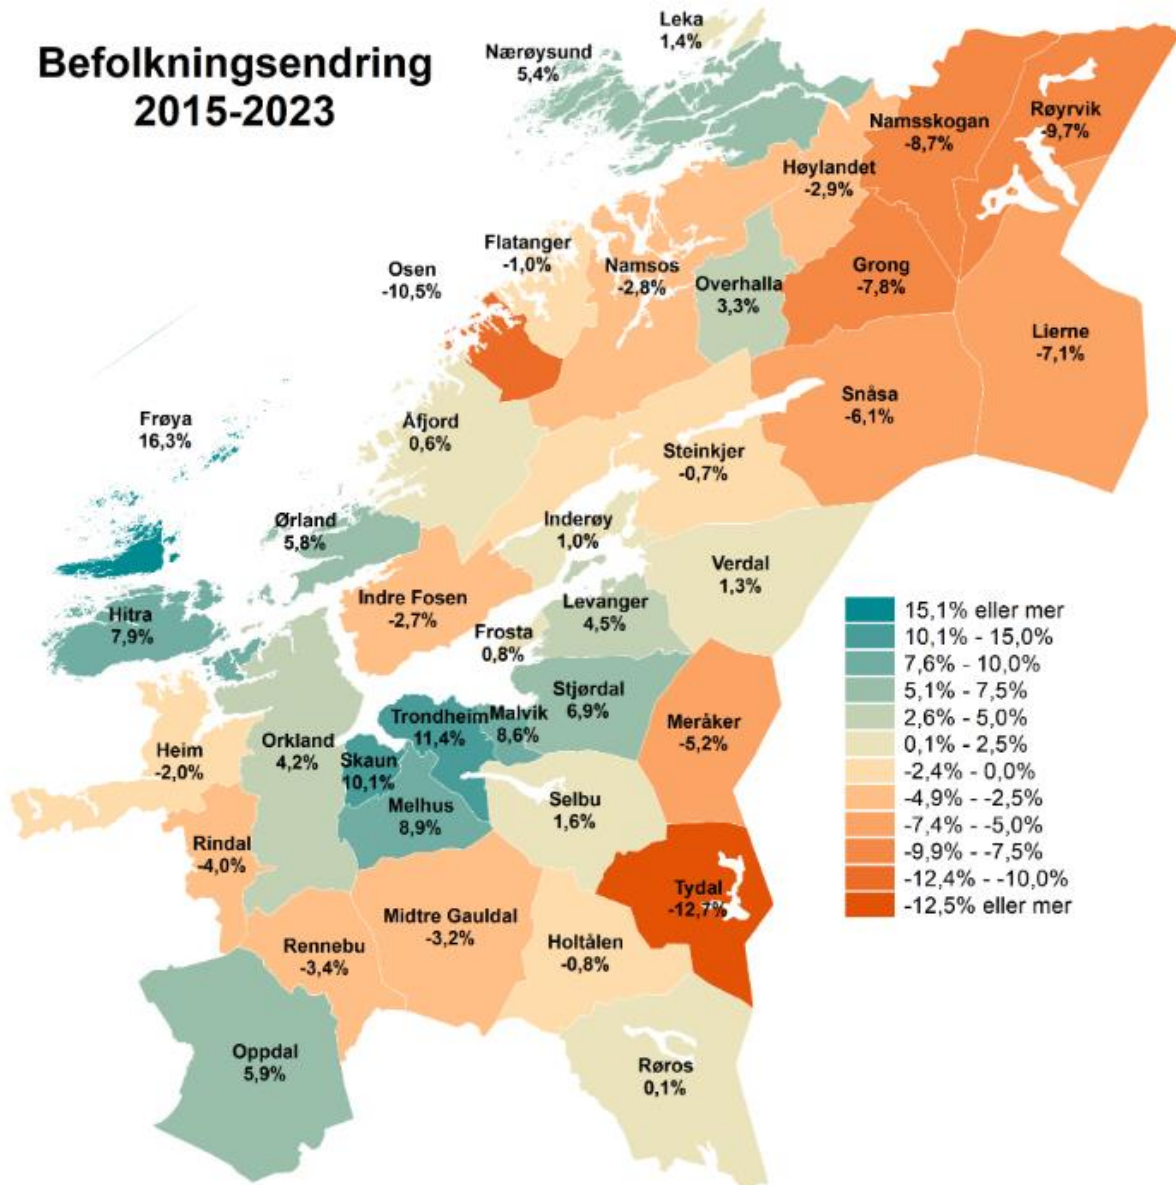 Befolkningsendring
2015-2023
Leka
1,4%
Nærøysund
5,4%
Namsskogan
-8,7%
Røyrvik
-9,7%
Høylandet
-2,9%
Flatanger
-1,0%
Osen
-10,5%
Namsos
-2,8%
Overhalla
3,3%
Grong
-7,8%
Lierne
-7,1%
Snåsa
-6,1%
Frøya
16,3%
Åfjord
0,6%
Steinkjer
-0,7%
Ørland
5,8%
Inderøy
1,0%
Verdal
1,3%
Hitra
7,9%
Indre Fosen
-2,7%
Levanger
4,5%
Frosta
0,8%
Stjørdal
6,9%
Meråker
-5,2%
Trondheim
11,4%
Malvik
8,6%
Heim
-2,0%
Orkland
4,2%
Skaun
10,1%
Melhus
8,9%
Selbu
1,6%
Rindal
-4,0%
Tydal
-12,7%
Midtre Gauldal
-3,2%
Rennebu
-3,4%
Holtålen
-0,8%
Oppdal
5,9%
Røros
0,1%
15,1% eller mer
10,1% - 15,0%
7,6% - 10,0%
5,1% - 7,5%
2,6% - 5,0%
0,1% - 2,5%
-2,4% - 0,0%
-4,9% - -2,5%
-7,4% - -5,0%
-9,9% - -7,5%
-12,4% - -10,0%
-12,5% eller mer